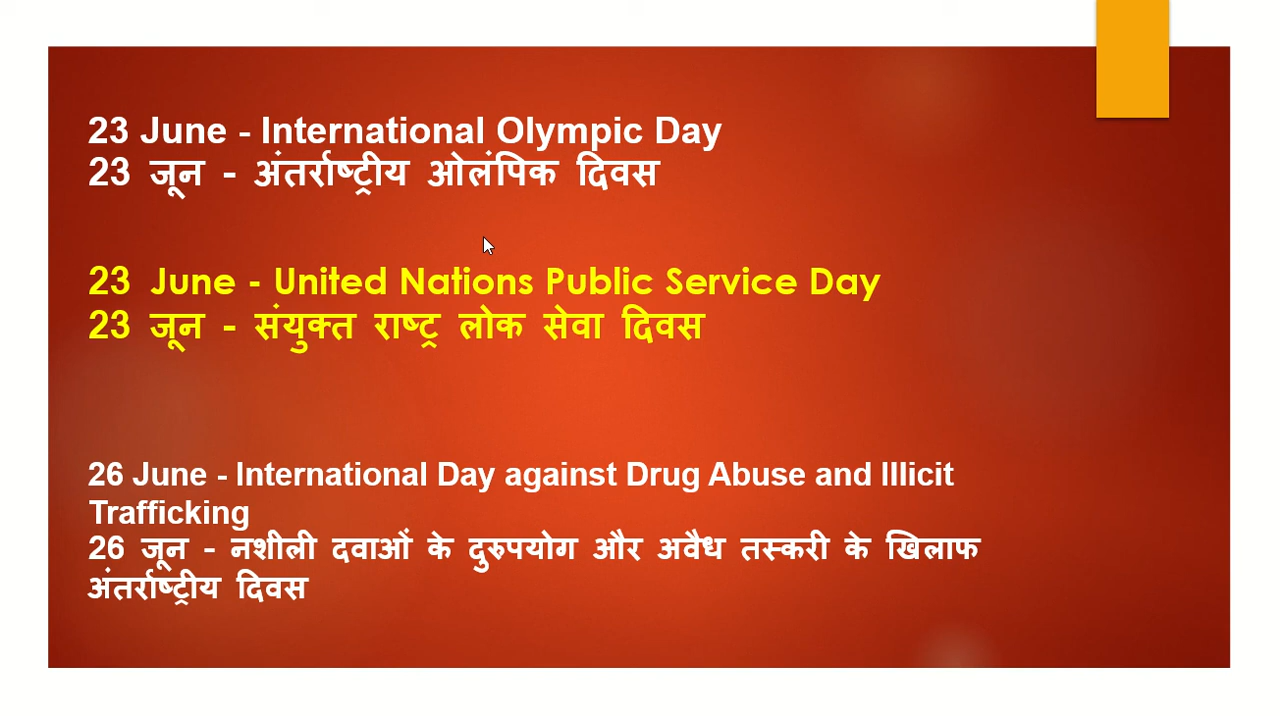 23 June - International Olympic Day
23 जून - अंतर्राष्ट्रीय ओलंपिक दिवस
23 June - United Nations Public Service Day
23 जून - संयुक्त राष्ट्र लोक सेवा दिवस
26 June - International Day against Drug Abuse and Illicit
Trafficking
26 जून - नशीली दवाओं के दुरुपयोग और अवैध तस्करी के खिलाफ
अंतर्राष्ट्रीय दिवस